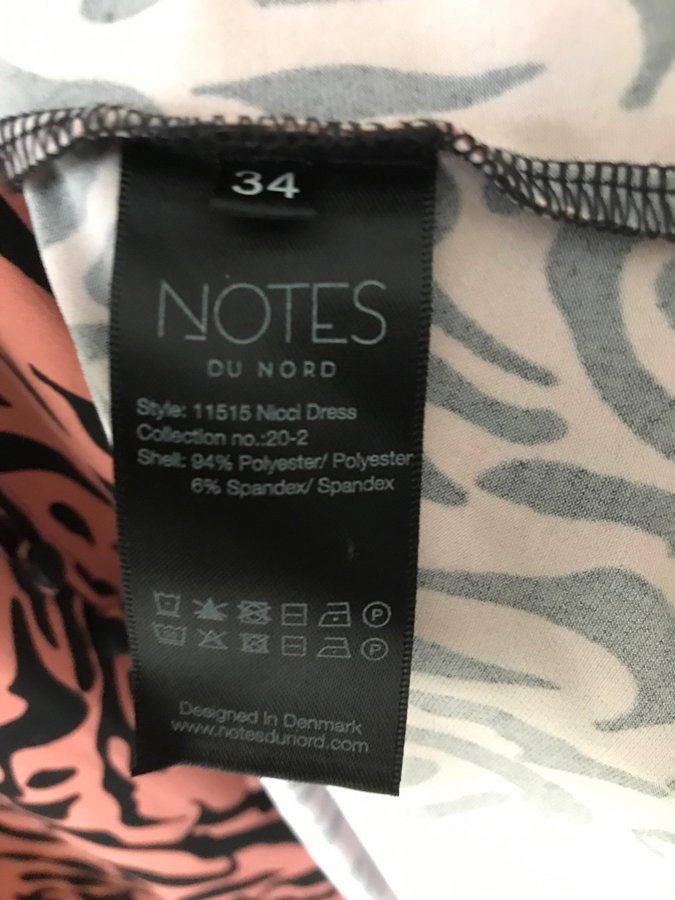 34
NOTES
DU NORD
Style: 11515 Nicci Dress
Collection no.:20-2
Shell: 94% Polyester/ Polyester
6% Spandex/ Spandex
P
P
Designed In Denmark
www.notesdunord.com